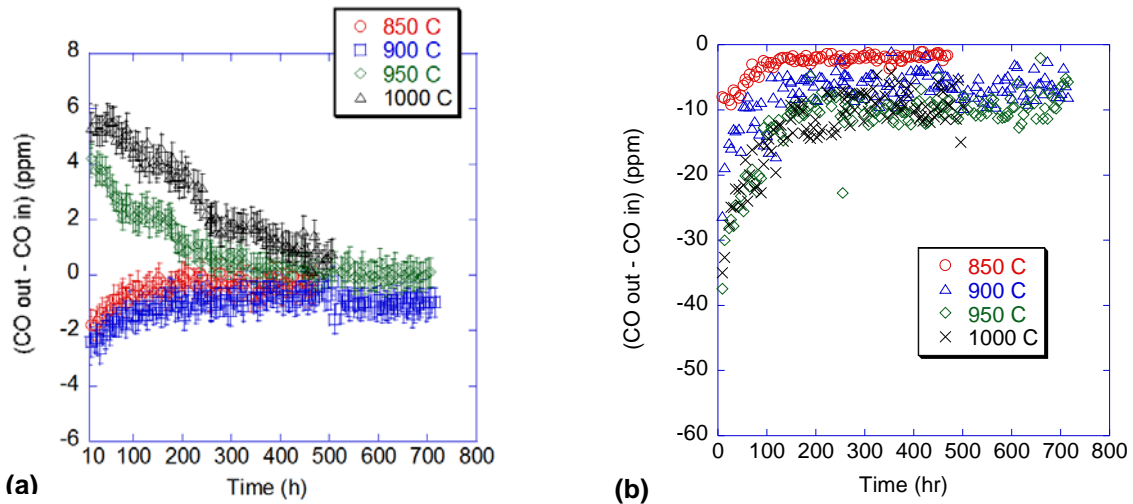 850 C
900 C
950 C
1000 C
8
6
4
2
0
-2
-4
-6
10 100 200 300 400 500 600 700 800
(CO out - CO in) (ppm)
Time (h)
(a)
0
-10
-20
-30
-40
-50
-60
0 100 200 300 400 500 600 700 800
(CO out - CO in) (ppm)
850 C
900 C
950 C
1000 C
Time (hr)
(b)